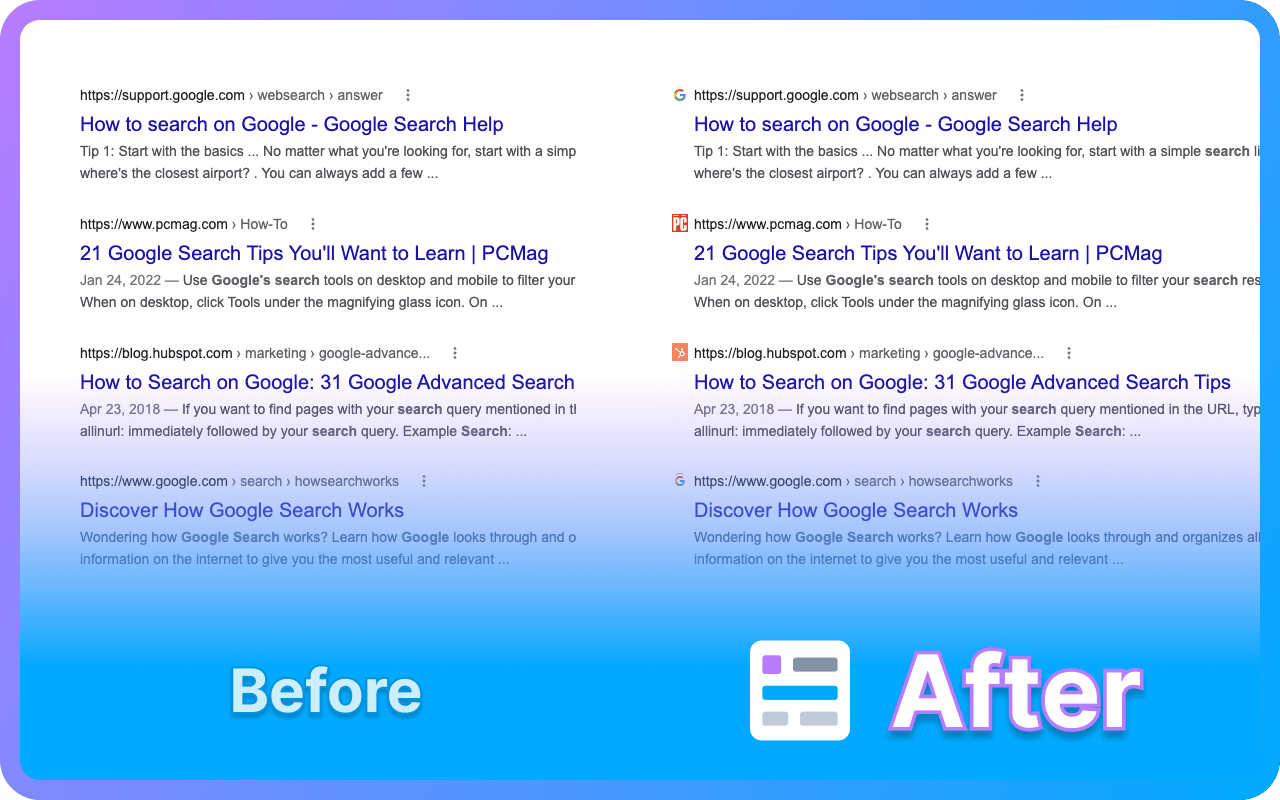 https://support.google.com › websearch › answer
How to search on Google - Google Search Help
Tip 1: Start with the basics ... No matter what you're looking for, start with a simp
where's the closest airport? . You can always add a few ...
https://www.pcmag.com › How-To
21 Google Search Tips You'll Want to Learn | PCMag
Jan 24, 2022 — Use Google's search tools on desktop and mobile to filter your
When on desktop, click Tools under the magnifying glass icon. On ...
https://blog.hubspot.com › marketing › google-advance...
How to Search on Google: 31 Google Advanced Search
Apr 23, 2018 — If you want to find pages with your search query mentioned in
allinurl: immediately followed by your search query. Example Search: ...
https://www.google.com › search › howsearchworks
Discover How Google Search Works
Wondering how Google Search works? Learn how Google looks through and o
information on the internet to give you the most useful and relevant ...
Before
G https://support.google.com › websearch › answer
How to search on Google - Google Search Help
Tip 1: Start with the basics ... No matter what you're looking for, start with a simple search li
where's the closest airport? . You can always add a few ...
PC https://www.pcmag.com › How-To
21 Google Search Tips You'll Want to Learn | PCMag
Jan 24, 2022 — Use Google's search tools on desktop and mobile to filter your search res
When on desktop, click Tools under the magnifying glass icon. On ...
https://blog.hubspot.com › marketing › google-advance...
How to Search on Google: 31 Google Advanced Search Tips
Apr 23, 2018 — If you want to find pages with your search query mentioned in the URL, typ
allinurl: immediately followed by your search query. Example Search: ...
G https://www.google.com › search › howsearchworks
Discover How Google Search Works
Wondering how Google Search works? Learn how Google looks through and organizes all
information on the internet to give you the most useful and relevant ...
After